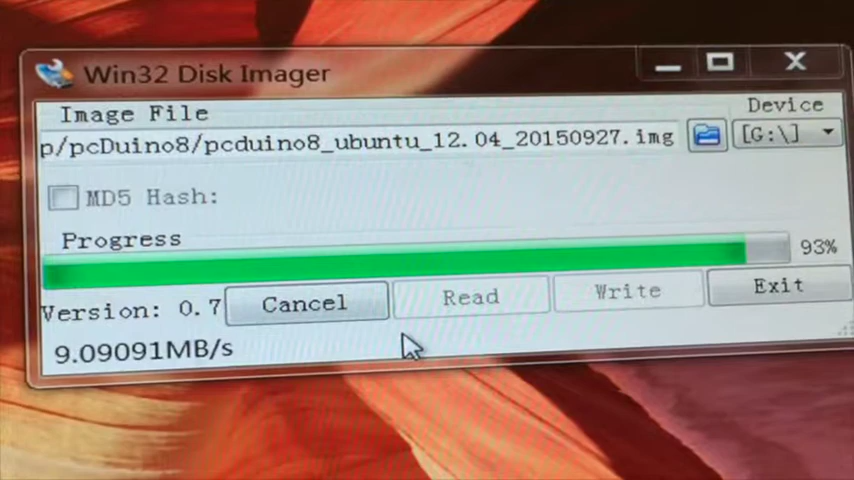 Win32 Disk Imager
Image File
Device
p/pcDuino8/pcduino8_ubuntu_12.04_20150927.img
[G:\]
MD5 Hash:
Progress
93%
Version: 0.7
Cancel
Read
Write
Exit
9.09091MB/s